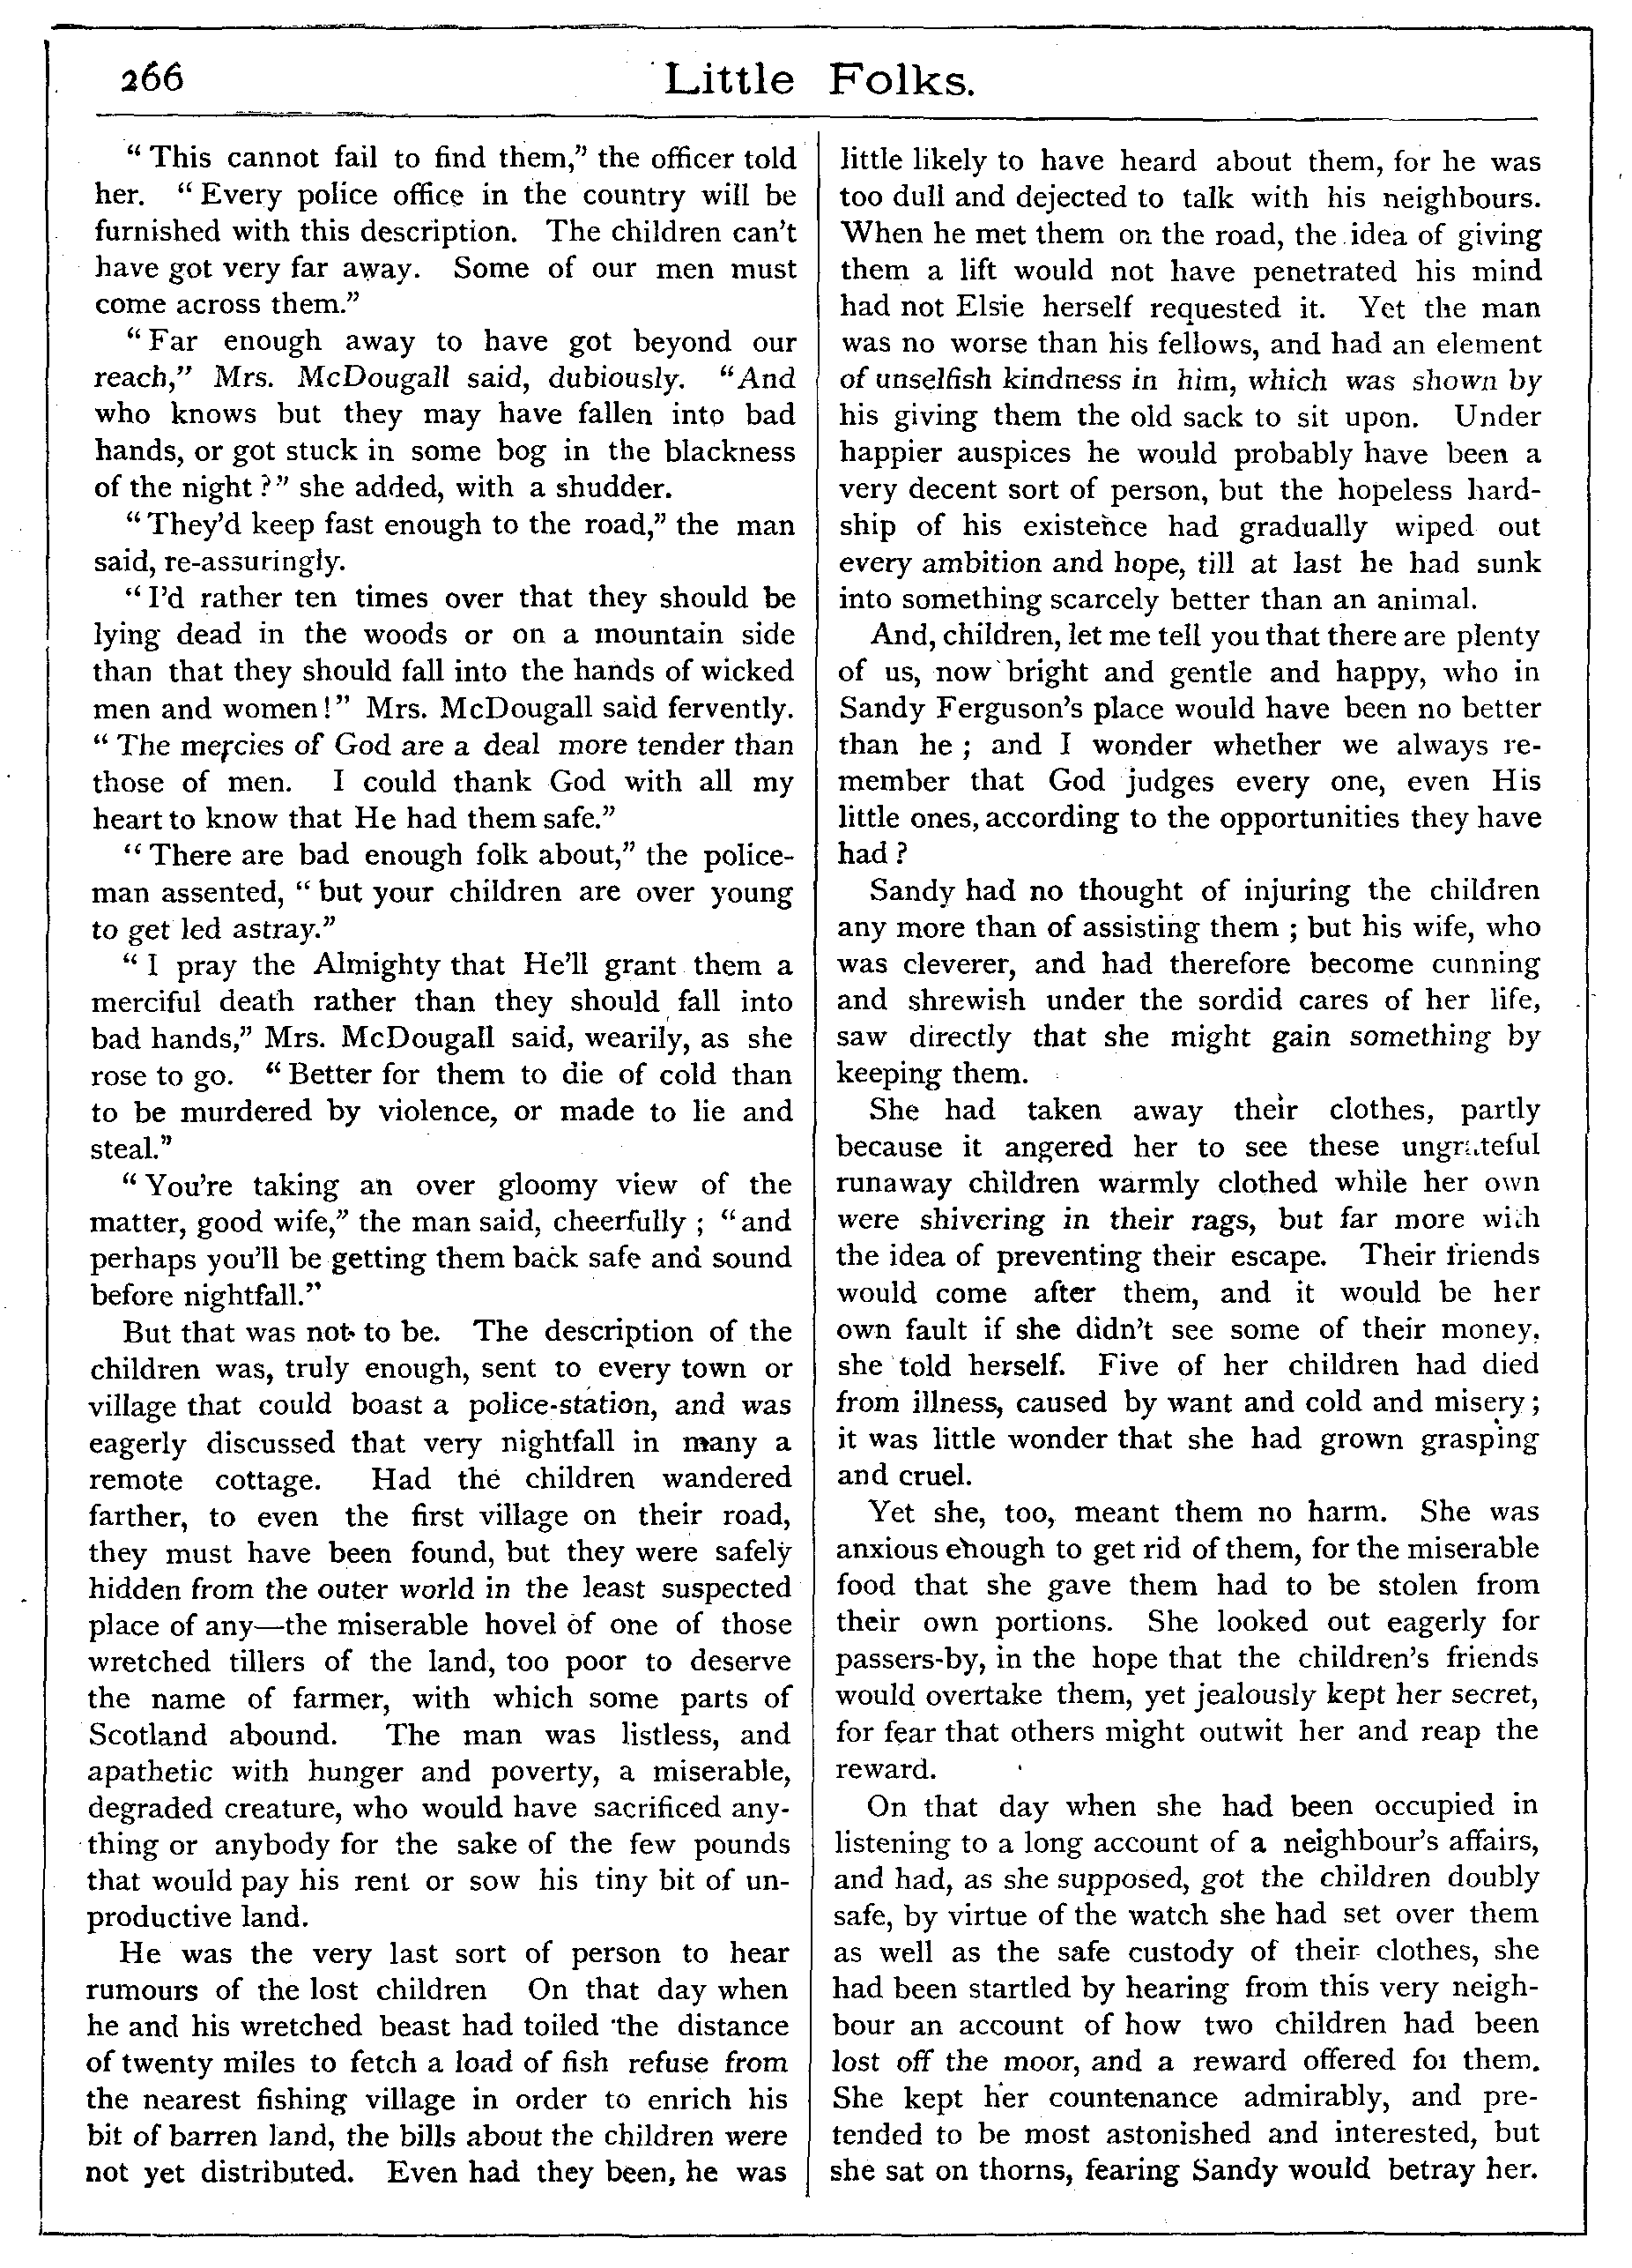 266
Little Folks.
“This cannot fail to find them,” the officer told
her. “Every police office in the country will be
furnished with this description. The children can't
have got very far away. Some of our men must
come across them.”
“Far enough away to have got beyond our
reach,” Mrs. McDougall said, dubiously. “And
who knows but they may have fallen into bad
hands, or got stuck in some bog in the blackness
of the night?” she added, with a shudder.
“They'd keep fast enough to the road,” the man
said, re-assuringly.
“I'd rather ten times over that they should be
lying dead in the woods or on a mountain side
than that they should fall into the hands of wicked
men and women!” Mrs. McDougall said fervently.
“The mercies of God are a deal more tender than
those of men. I could thank God with all my
heart to know that He had them safe.”
“There are bad enough folk about,” the police-
man assented, “but your children are over young
to get led astray.”
“I pray the Almighty that He'll grant them a
merciful death rather than they should fall into
bad hands,” Mrs. McDougall said, wearily, as she
rose to go. “Better for them to die of cold than
to be murdered by violence, or made to lie and
steal.”
“You're taking an over gloomy view of the
matter, good wife,” the man said, cheerfully; “and
perhaps you'll be getting them back safe and sound
before nightfall.”
But that was not to be. The description of the
children was, truly enough, sent to every town or
village that could boast a police-station, and was
eagerly discussed that very nightfall in many a
remote cottage. Had the children wandered
farther, to even the first village on their road,
they must have been found, but they were safely
hidden from the outer world in the least suspected
place of any—the miserable hovel of one of those
wretched tillers of the land, too poor to deserve
the name of farmer, with which some parts of
Scotland abound. The man was listless, and
apathetic with hunger and poverty, a miserable,
degraded creature, who would have sacrificed any-
thing or anybody for the sake of the few pounds
that would pay his rent or sow his tiny bit of un-
productive land.
He was the very last sort of person to hear
rumours of the lost children On that day when
he and his wretched beast had toiled the distance
of twenty miles to fetch a load of fish refuse from
the nearest fishing village in order to enrich his
bit of barren land, the bills about the children were
not yet distributed. Even had they been, he was
little likely to have heard about them, for he was
too dull and dejected to talk with his neighbours.
When he met them on the road, the idea of giving
them a lift would not have penetrated his mind
had not Elsie herself requested it. Yet the man
was no worse than his fellows, and had an element
of unselfish kindness in him, which was shown by
his giving them the old sack to sit upon. Under
happier auspices he would probably have been a
very decent sort of person, but the hopeless hard-
ship of his existence had gradually wiped out
every ambition and hope, till at last he had sunk
into something scarcely better than an animal.
And, children, let me tell you that there are plenty
of us, now bright and gentle and happy, who in
Sandy Ferguson's place would have been no better
than he; and I wonder whether we always re-
member that God judges every one, even His
little ones, according to the opportunities they have
had?
Sandy had no thought of injuring the children
any more than of assisting them; but his wife, who
was cleverer, and had therefore become cunning
and shrewish under the sordid cares of her life,
saw directly that she might gain something by
keeping them.
She had taken away their clothes, partly
because it angered her to see these ungrateful
runaway children warmly clothed while her own
were shivering in their rags, but far more with
the idea of preventing their escape. Their friends
would come after them, and it would be her
own fault if she didn't see some of their money,
she told herself. Five of her children had died
from illness, caused by want and cold and misery;
it was little wonder that she had grown grasping
and cruel.
Yet she, too, meant them no harm. She was
anxious enough to get rid of them, for the miserable
food that she gave them had to be stolen from
their own portions. She looked out eagerly for
passers-by, in the hope that the children's friends
would overtake them, yet jealously kept her secret,
for fear that others might outwit her and reap the
reward.
On that day when she had been occupied in
listening to a long account of a neighbour's affairs,
and had, as she supposed, got the children doubly
safe, by virtue of the watch she had set over them
as well as the safe custody of their clothes, she
had been startled by hearing from this very neigh-
bour an account of how two children had been
lost off the moor, and a reward offered for them.
She kept her countenance admirably, and pre-
tended to be most astonished and interested, but
she sat on thorns, fearing Sandy would betray her.